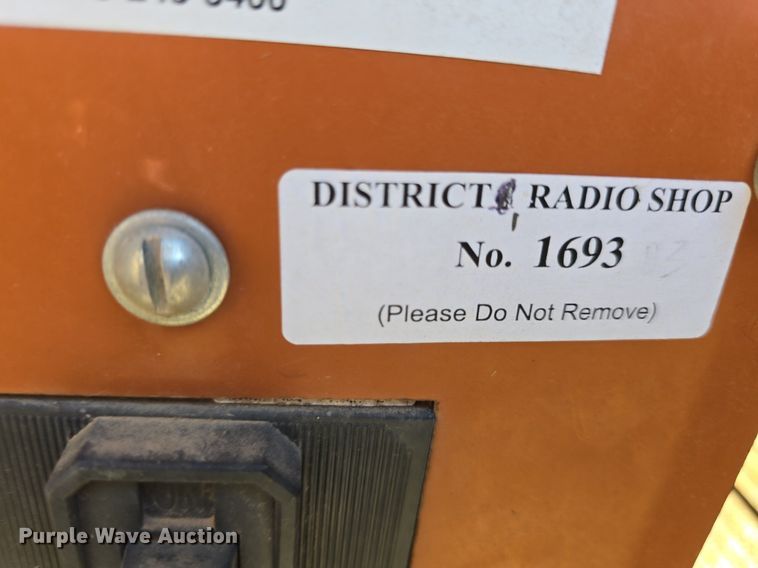 DISTRICT RADIO SHOP
No. 1693
(Please Do Not Remove)
Purple Wave Auction